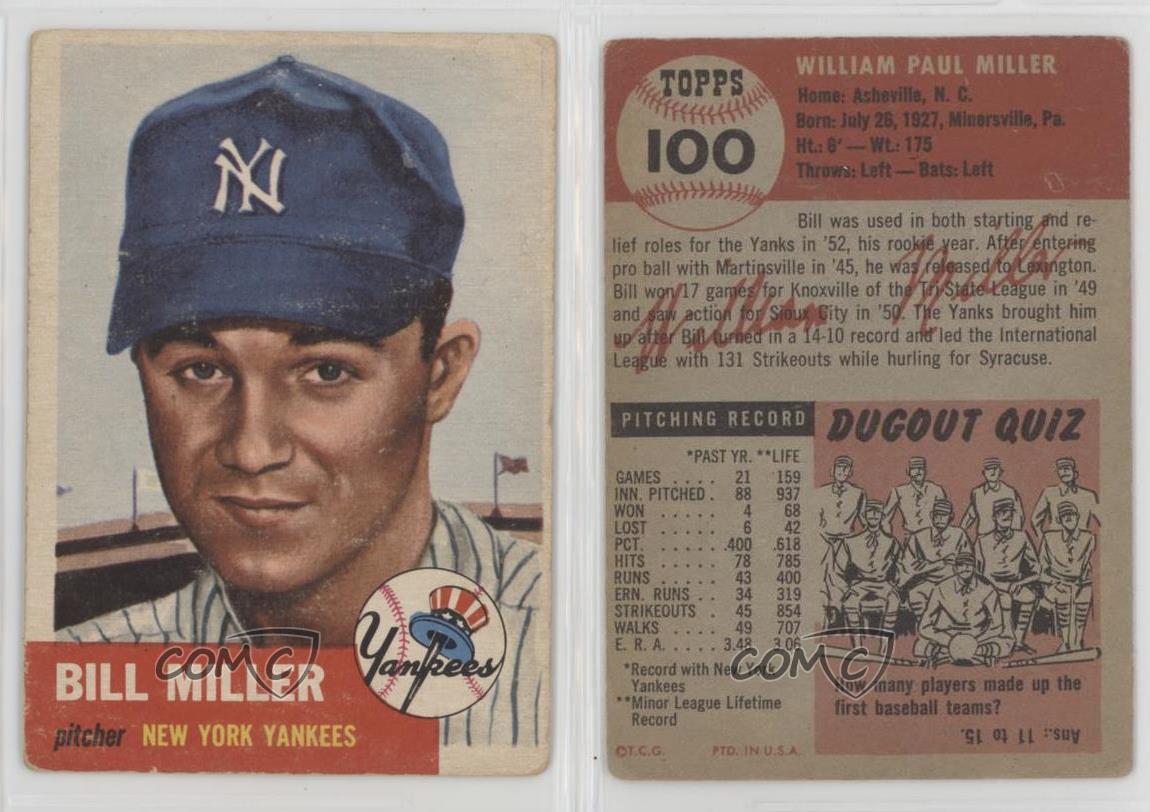 NY
Yankees
BILL MILLER
pitcher NEW YORK YANKEES
COMC
TOPPS
100
WILLIAM PAUL MILLER
Home: Asheville, N. C.
Born: July 26, 1927, Minersville, Pa.
Ht.: 6' — Wt.: 175
Throws: Left — Bats: Left
Bill was used in both starting and re-
lief roles for the Yanks in '52, his rookie year. After entering
pro ball with Martinsville in '45, he was released to Lexington.
Bill won 17 games for Knoxville of the Tri-State League in '49
and saw action for Sioux City in '50. The Yanks brought him
up after Bill turned in a 14-10 record and led the International
League with 131 Strikeouts while hurling for Syracuse.
William Miller
PITCHING RECORD
*PAST YR. **LIFE
GAMES . . . . 21 159
INN. PITCHED . 88 937
WON . . . . . 4 68
LOST . . . . . 6 42
PCT. . . . . . .400 .618
HITS . . . . . 78 785
RUNS . . . . . 43 400
ERN. RUNS . . 34 319
STRIKEOUTS . . 45 854
WALKS . . . . 49 707
E. R. A. . . . . 3.48 3.06
*Record with New York
Yankees
**Minor League Lifetime
Record
©T.C.G. PTD. IN U.S.A.
DUGOUT QUIZ
COMC
How many players made up the
first baseball teams?
Ans.: 11 to 15.